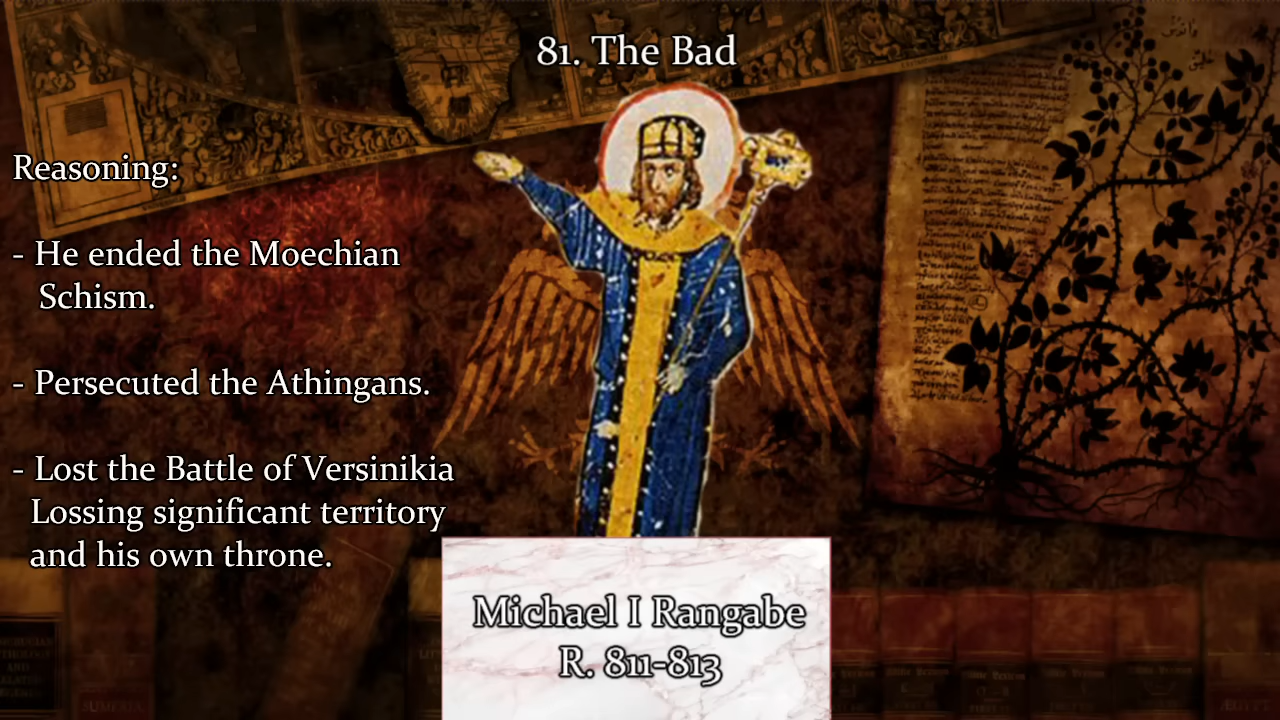 81. The Bad
Reasoning:
- He ended the Moechian
Schism.
- Persecuted the Athingans.
- Lost the Battle of Versinikia
Lossing significant territory
and his own throne.
Michael I Rangabe
R. 811-813